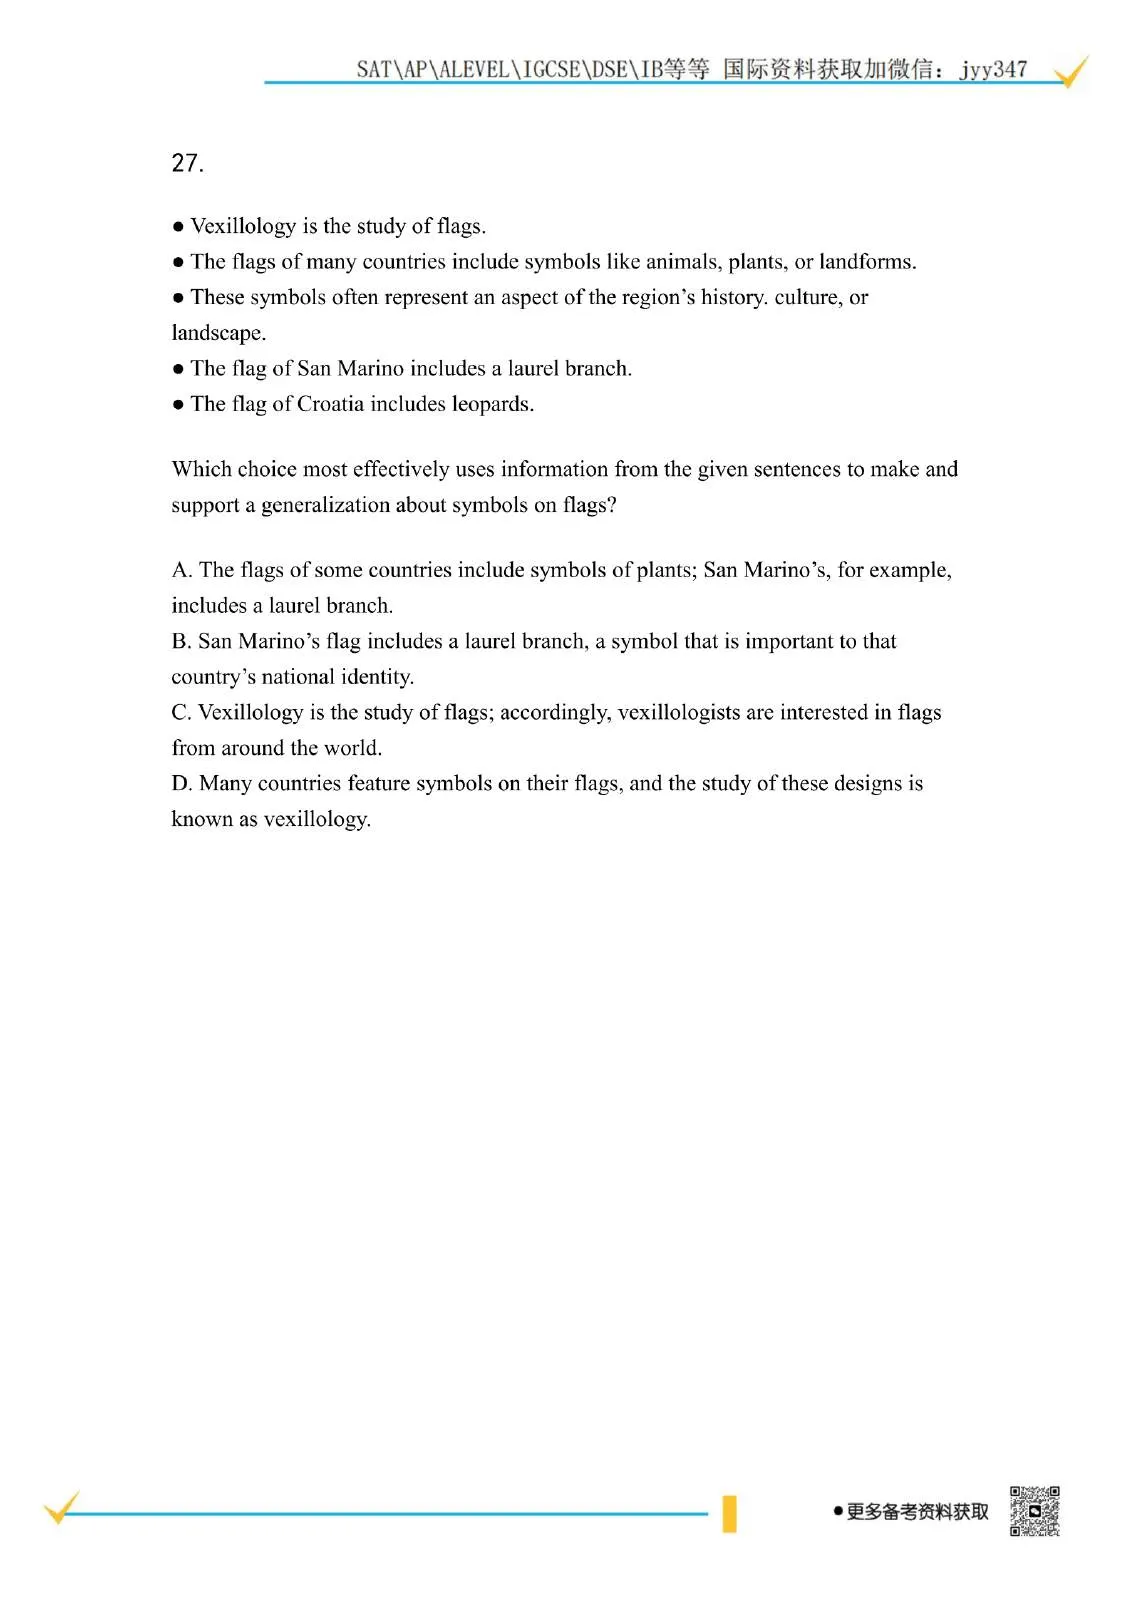 SAT\AP\ALEVEL\IGCSE\DSE\IB等等 国际资料获取加微信：jyy347
27.
● Vexillology is the study of flags.
● The flags of many countries include symbols like animals, plants, or landforms.
● These symbols often represent an aspect of the region’s history. culture, or
landscape.
● The flag of San Marino includes a laurel branch.
● The flag of Croatia includes leopards.
Which choice most effectively uses information from the given sentences to make and
support a generalization about symbols on flags?
A. The flags of some countries include symbols of plants; San Marino’s, for example,
includes a laurel branch.
B. San Marino’s flag includes a laurel branch, a symbol that is important to that
country’s national identity.
C. Vexillology is the study of flags; accordingly, vexillologists are interested in flags
from around the world.
D. Many countries feature symbols on their flags, and the study of these designs is
known as vexillology.
●更多备考资料获取